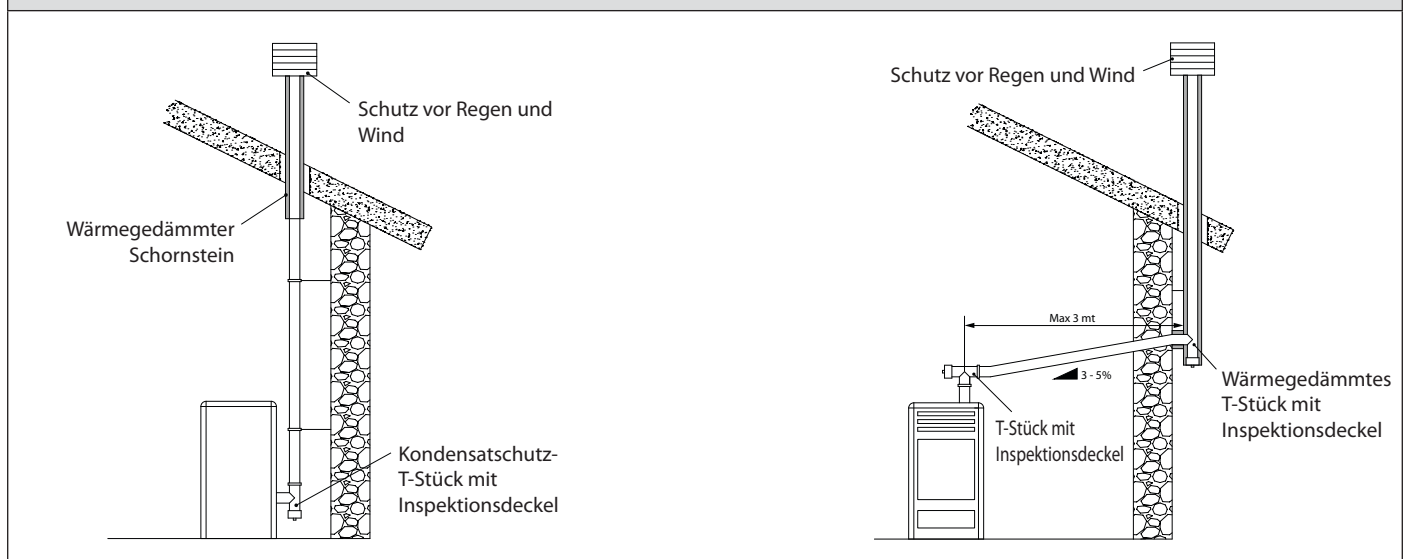 Schutz vor Regen und
Wind
Wärmegedämmter
Schornstein
Kondensatschutz-
T-Stück mit
Inspektionsdeckel
Schutz vor Regen und Wind
Max 3 mt
3 - 5%
T-Stück mit
Inspektionsdeckel
Wärmegedämmtes
T-Stück mit
Inspektionsdeckel